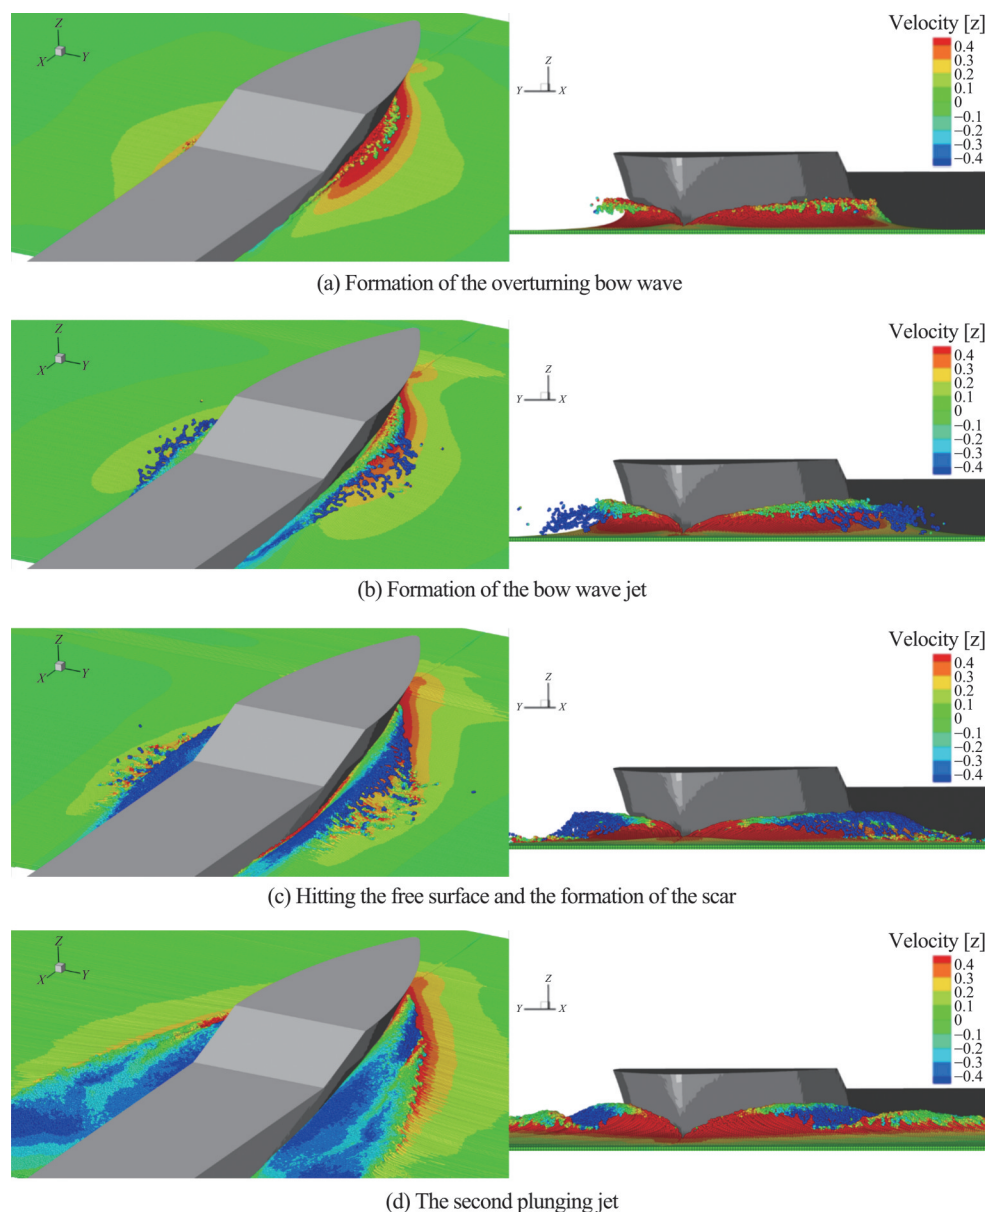 Velocity [z]
0.4
0.3
0.2
0.1
0
−0.1
−0.2
−0.3
−0.4
Z
X
Y
Z
Y
X
(a) Formation of the overturning bow wave
Velocity [z]
0.4
0.3
0.2
0.1
0
−0.1
−0.2
−0.3
−0.4
Z
X
Y
Z
Y
X
(b) Formation of the bow wave jet
Velocity [z]
0.4
0.3
0.2
0.1
0
−0.1
−0.2
−0.3
−0.4
Z
X
Y
Z
Y
X
(c) Hitting the free surface and the formation of the scar
Velocity [z]
0.4
0.3
0.2
0.1
0
−0.1
−0.2
−0.3
−0.4
Z
X
Y
Z
Y
X
(d) The second plunging jet